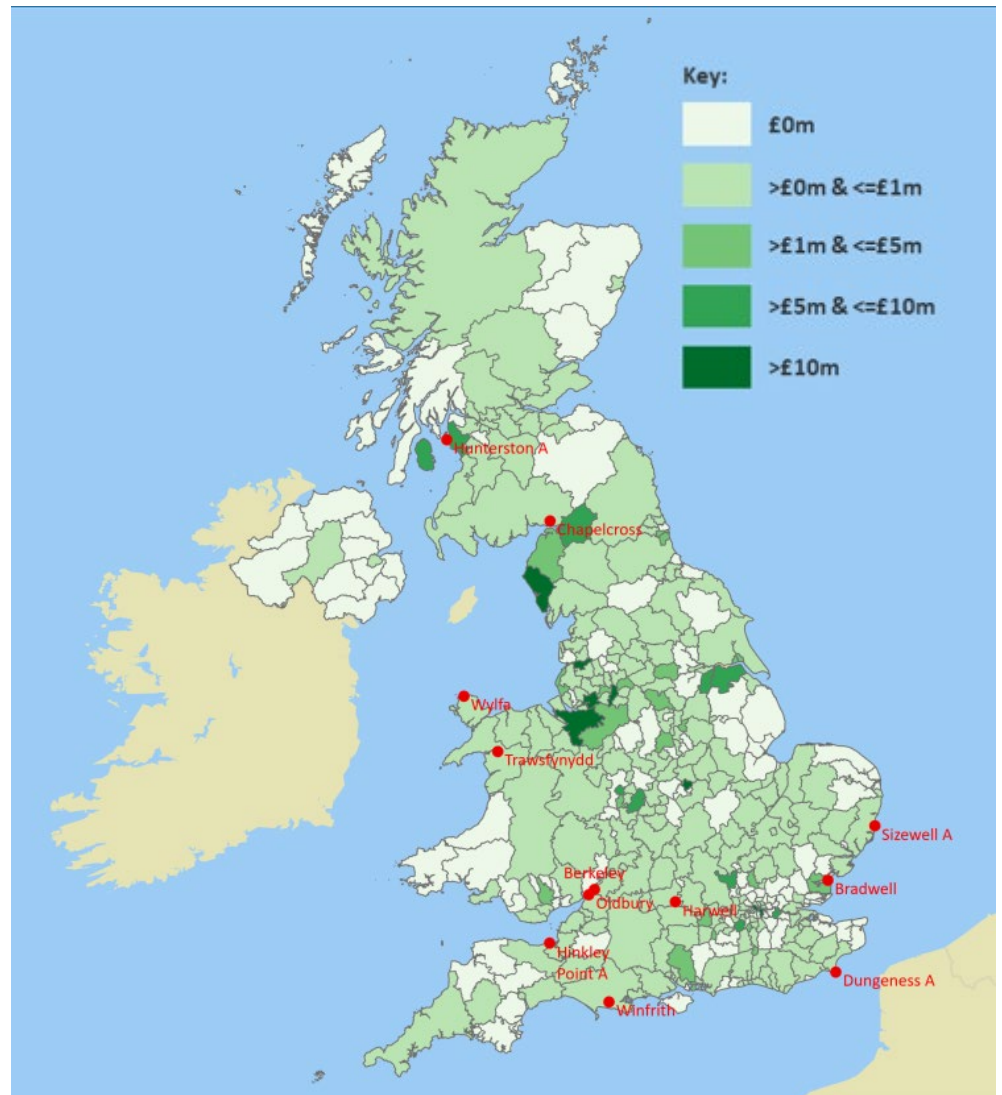 Key:
£0m
>£0m & <=£1m
>£1m & <=£5m
>£5m & <=£10m
>£10m
Hunterston A
Chapelcross
Wylfa
Trawsfynydd
Sizewell A
Berkeley
Bradwell
Oldbury
Harwell
Hinkley
Point A
Dungeness A
Winfrith